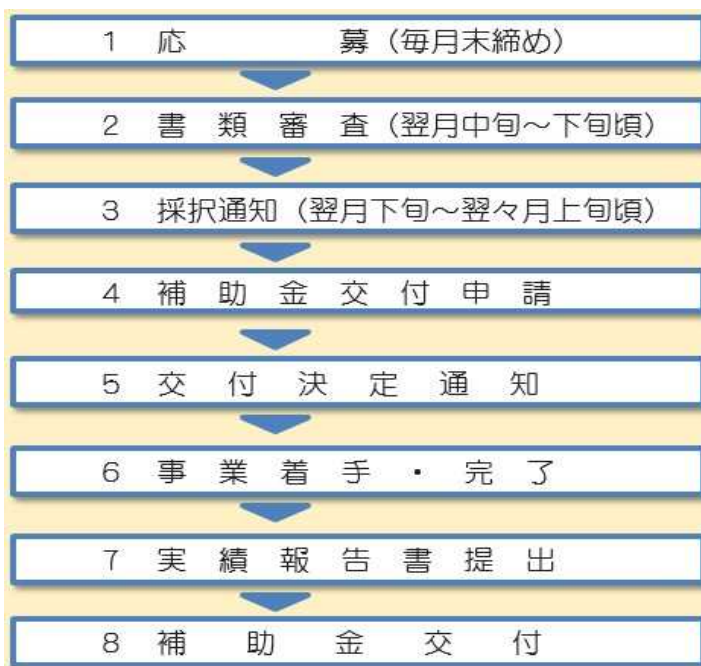 1 応募（毎月末締め）
2 書類審査（翌月中旬～下旬頃）
3 採択通知（翌月下旬～翌々月上旬頃）
4 補助金交付申請
5 交付決定通知
6 事業着手・完了
7 実績報告書提出
8 補助金交付